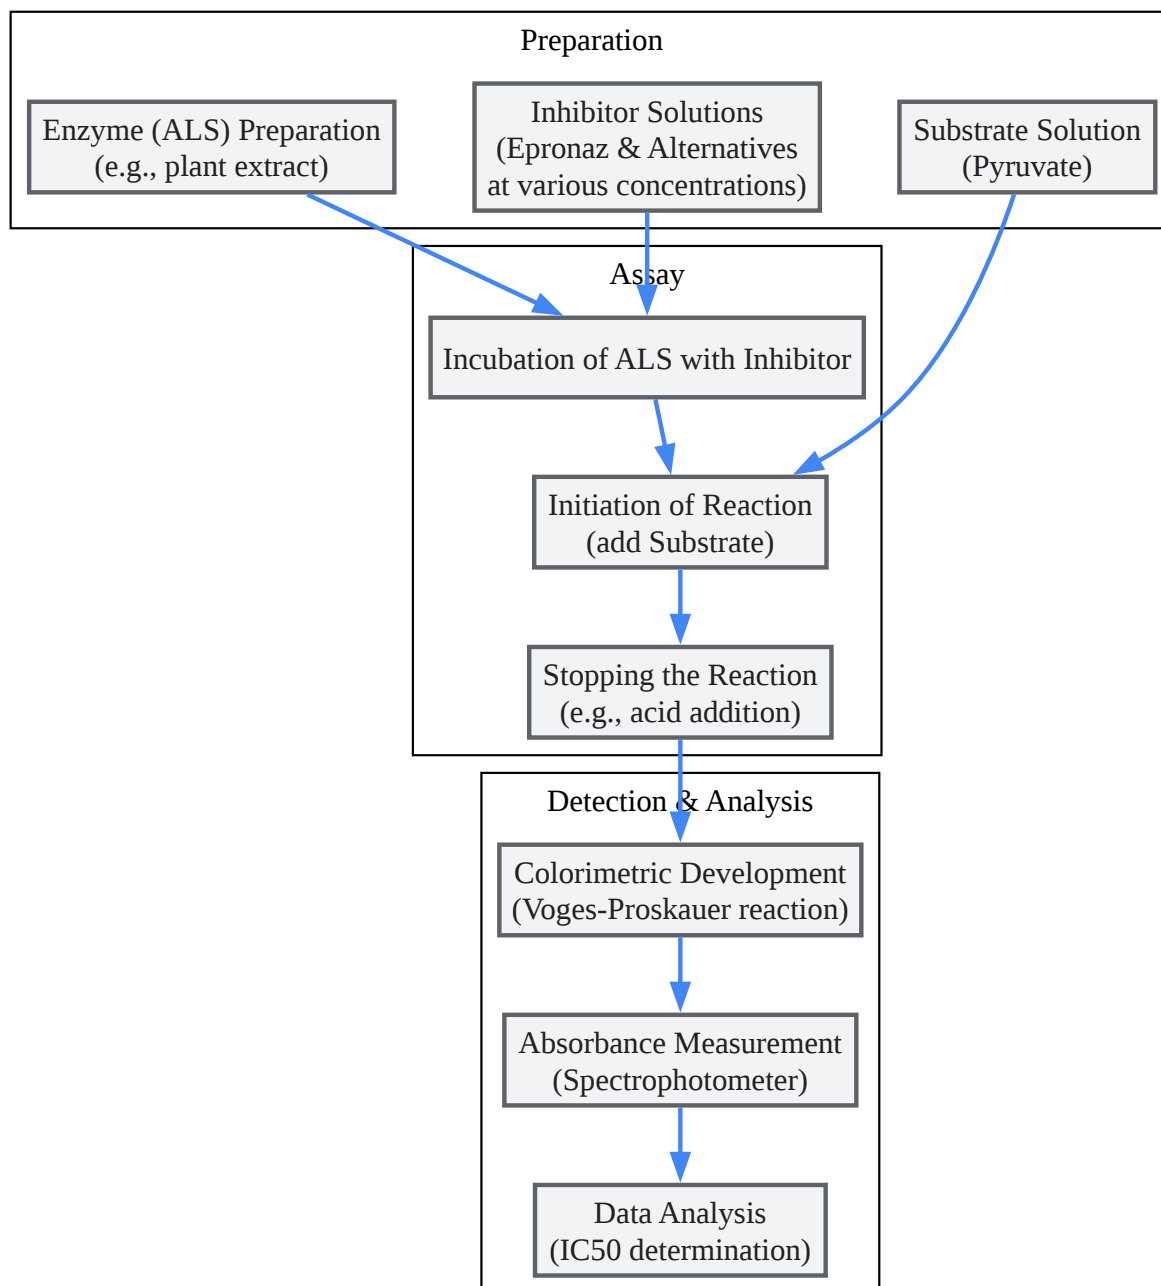 Preparation
Enzyme (ALS) Preparation
(e.g., plant extract)
Inhibitor Solutions
(Epronaz & Alternatives
at various concentrations)
Substrate Solution
(Pyruvate)
Assay
Incubation of ALS with Inhibitor
Initiation of Reaction
(add Substrate)
Stopping the Reaction
(e.g., acid addition)
Detection & Analysis
Colorimetric Development
(Voges-Proskauer reaction)
Absorbance Measurement
(Spectrophotometer)
Data Analysis
(IC50 determination)